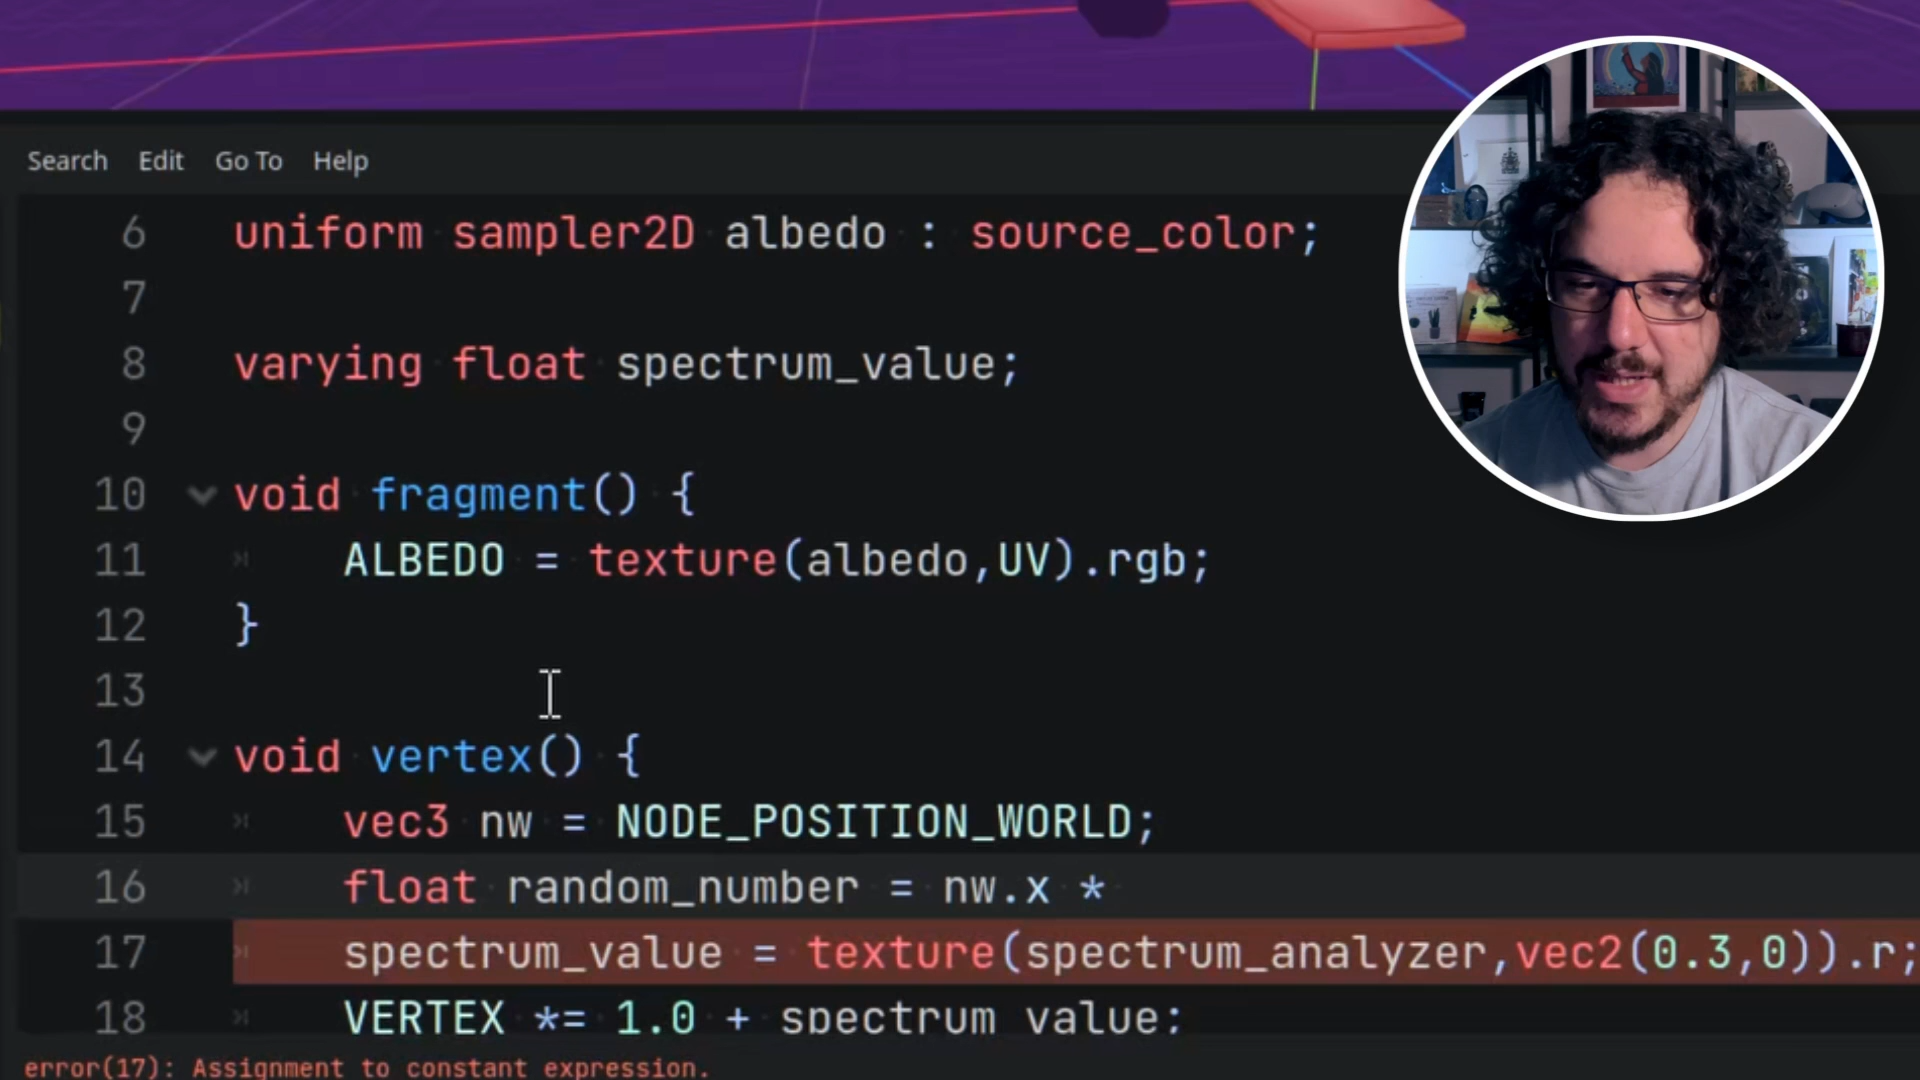 Search Edit Go To Help
6 uniform sampler2D albedo : source_color;
7
8 varying float spectrum_value;
9
10 void fragment() {
11 ALBEDO = texture(albedo,UV).rgb;
12 }
13
14 void vertex() {
15 vec3 nw = NODE_POSITION_WORLD;
16 float random_number = nw.x *
17 spectrum_value = texture(spectrum_analyzer,vec2(0.3,0)).r;
18 VERTEX *= 1.0 + spectrum_value;
error(17): Assignment to constant expression.